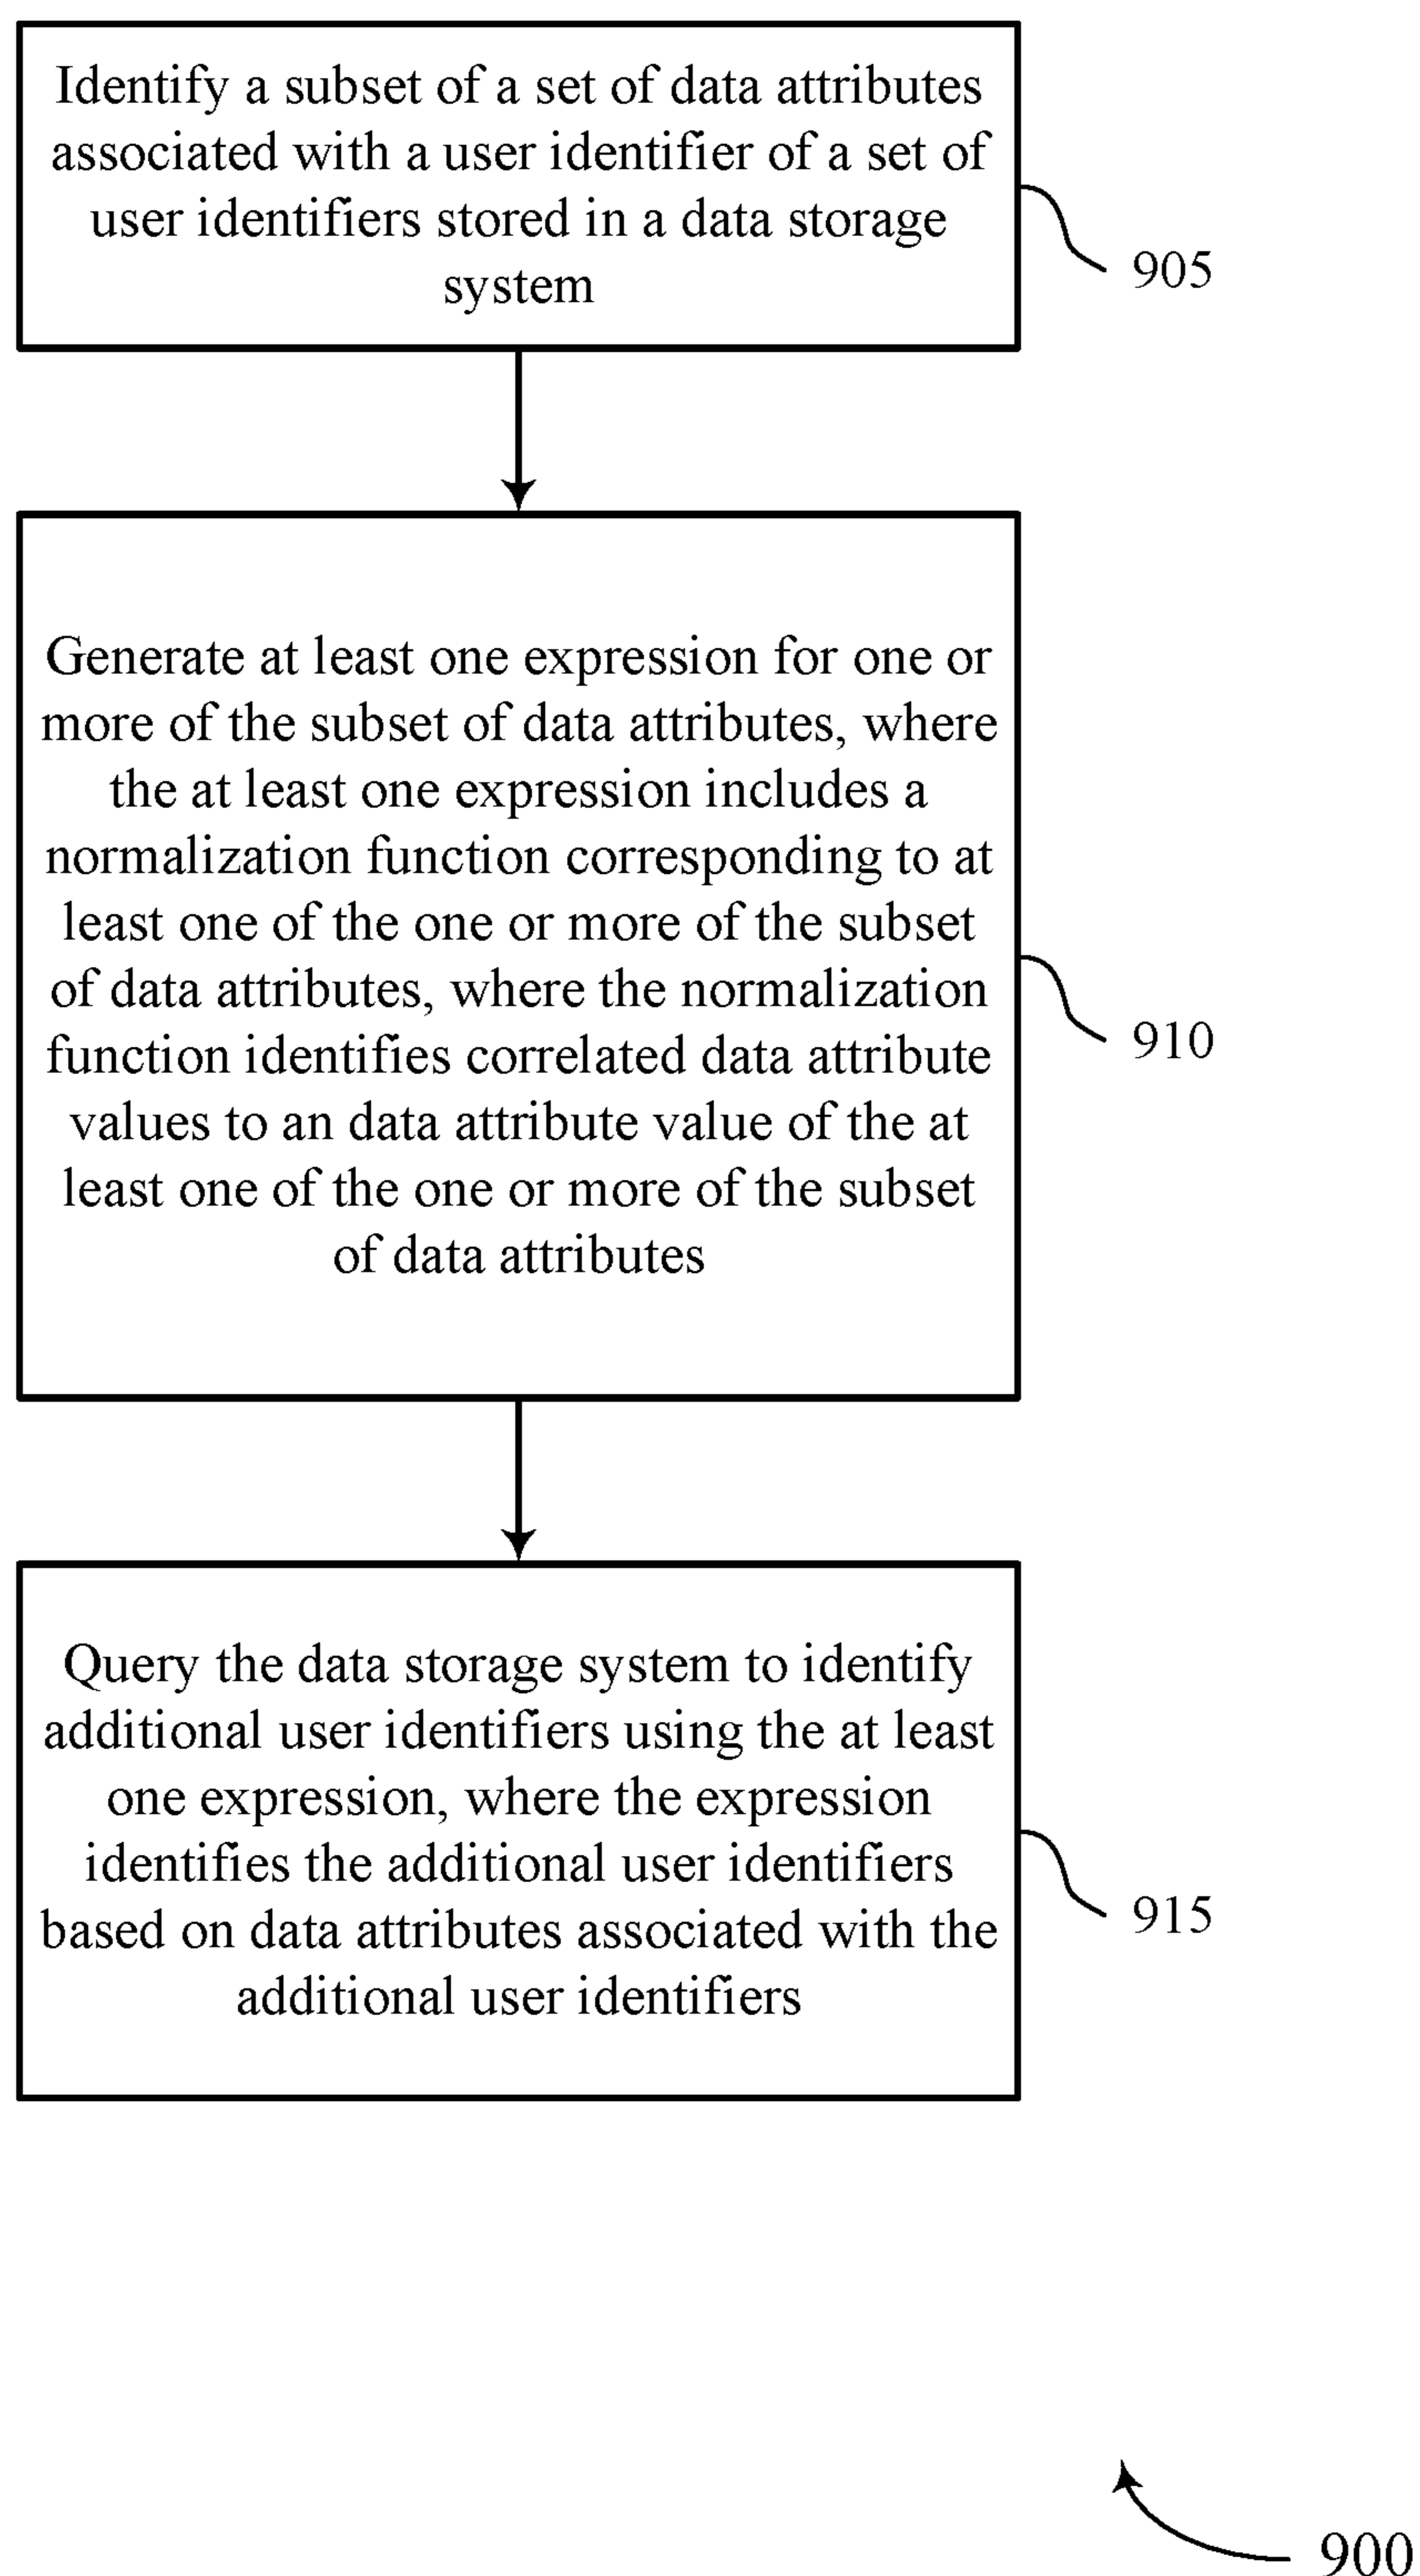 Identify a subset of a set of data attributes
associated with a user identifier of a set of
user identifiers stored in a data storage
system
905
Generate at least one expression for one or
more of the subset of data attributes, where
the at least one expression includes a
normalization function corresponding to at
least one of the one or more of the subset
of data attributes, where the normalization
function identifies correlated data attribute
values to an data attribute value of the at
least one of the one or more of the subset
of data attributes
910
Query the data storage system to identify
additional user identifiers using the at least
one expression, where the expression
identifies the additional user identifiers
based on data attributes associated with the
additional user identifiers
915
900